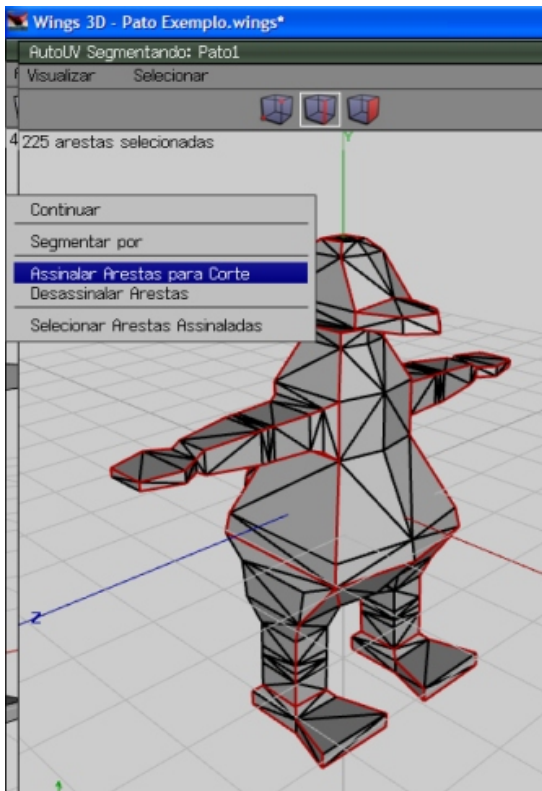 Wings 3D - Pato Exemplo.wings*
AutoUV Segmentando: Pato1
Visualizar Selecionar
225 arestas selecionadas
Y
Continuar
Segmentar por
Assinalar Arestas para Corte
Desassinalar Arestas
Selecionar Arestas Assinaladas
Z